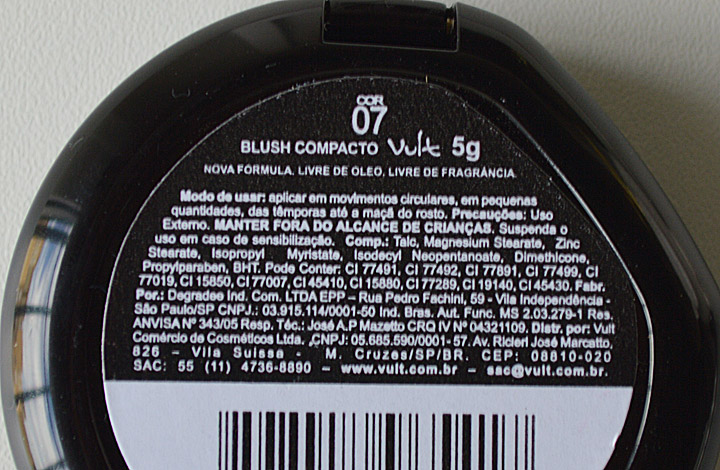 COR
07
BLUSH COMPACTO Vult 5g
NOVA FÓRMULA. LIVRE DE OLEO, LIVRE DE FRAGRÂNCIA.
Modo de usar: aplicar em movimentos circulares, em pequenas
quantidades, das têmporas até a maçã do rosto. Precauções: Uso
Externo. MANTER FORA DO ALCANCE DE CRIANÇAS. Suspenda o
uso em caso de sensibilização. Comp.: Talc, Magnesium Stearate, Zinc
Stearate, Isopropyl Myristate, Isodecyl Neopentanoate, Dimethicone,
Propylparaben, BHT. Pode Conter: CI 77491, CI 77492, CI 77891, CI 77499, CI
77019, CI 15850, CI 77007, CI 45410, CI 15880, CI 77289, CI 19140, CI 45430. Fabr.
Por.: Degradee Ind. Com. LTDA EPP – Rua Pedro Fachini, 59 - Vila Independência -
São Paulo/SP CNPJ.: 03.915.114/0001-50 Ind. Bras. Aut. Func. MS 2.03.279-1 Res.
ANVISA Nº 343/05 Resp. Téc.: José A.P Mazetto CRQ IV Nº 04321109. Distr. por: Vult
Comércio de Cosméticos Ltda. ,CNPJ: 05.685.590/0001-57. Av. Ricieri José Marcatto,
826 – Vila Suissa - M. Cruzes/SP/BR. CEP: 08810-020
SAC: 55 (11) 4736-8890 – www.vult.com.br – sac@vult.com.br.